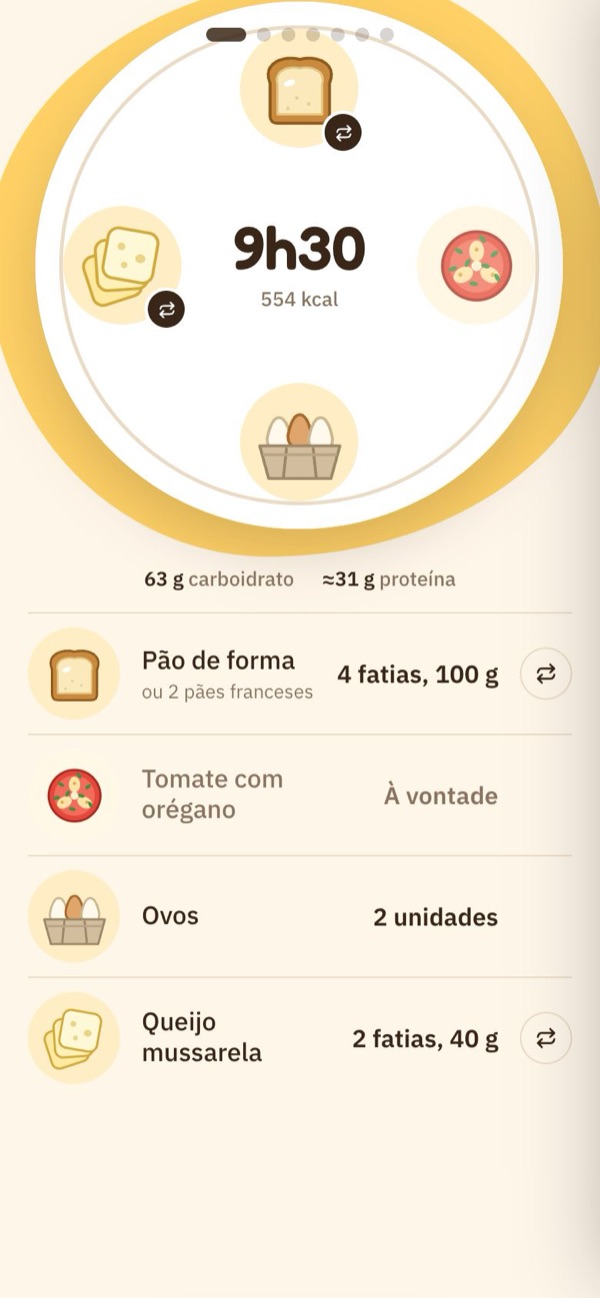 9h30
554 kcal
63 g carboidrato ≈31 g proteína
Pão de forma
ou 2 pães franceses
4 fatias, 100 g
Tomate com
orégano
À vontade
Ovos
2 unidades
Queijo
mussarela
2 fatias, 40 g